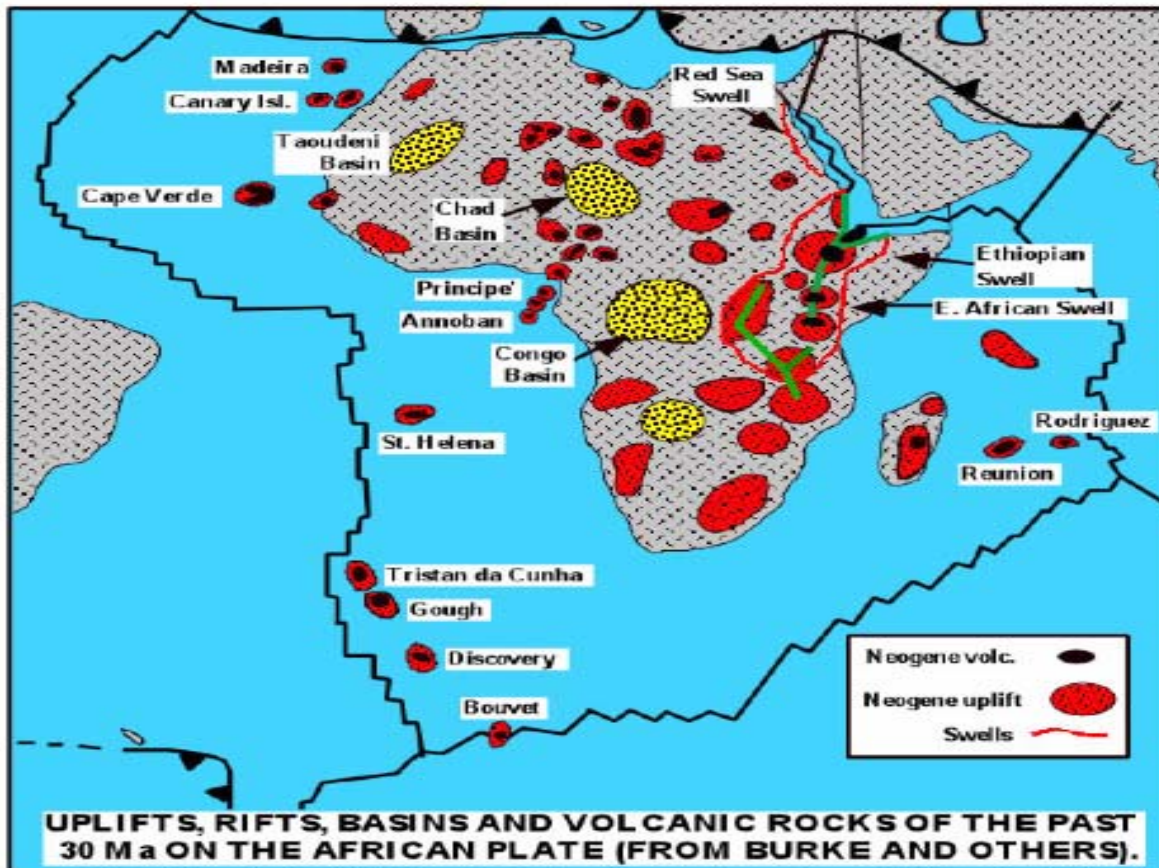 Madeira
Canary Isl.
Taoudeni
Basin
Cape Verde
Chad
Basin
Principe'
Annoban
Congo
Basin
Red Sea
Swell
Ethiopian
Swell
E. African Swell
St. Helena
Rodriguez
Reunion
Tristan da Cunha
Gough
Discovery
Bouvet
Neogene volc.
Neogene uplift
Swells
UPLIFTS, RIFTS, BASINS AND VOLCANIC ROCKS OF THE PAST
30 Ma ON THE AFRICAN PLATE (FROM BURKE AND OTHERS).